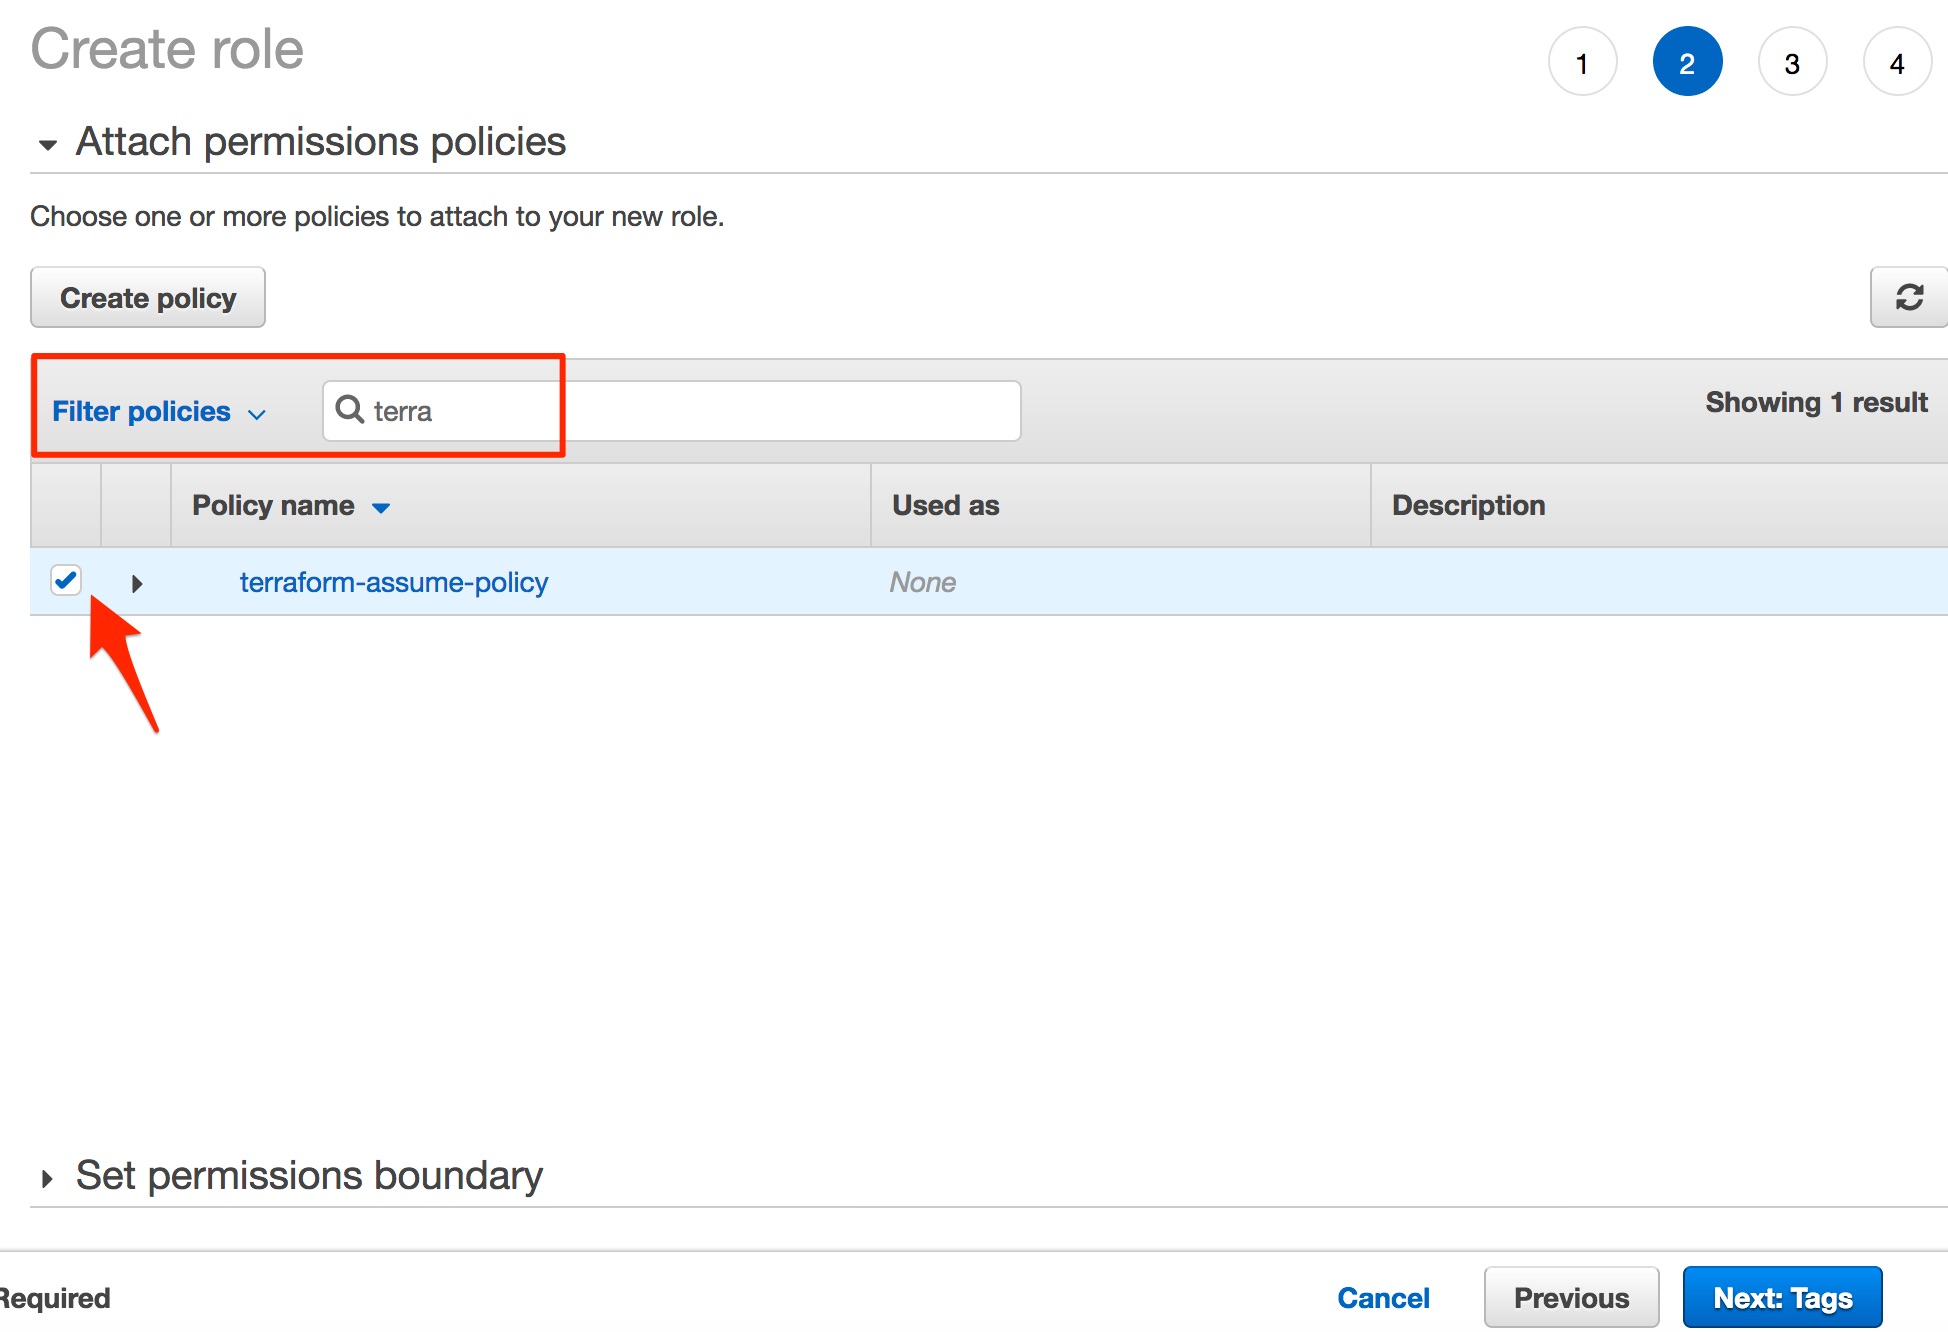 Create role
1 2 3 4
Attach permissions policies
Choose one or more policies to attach to your new role.
Create policy
Filter policies terra Showing 1 result
Policy name Used as Description
terraform-assume-policy None
Set permissions boundary
Required Cancel Previous Next: Tags